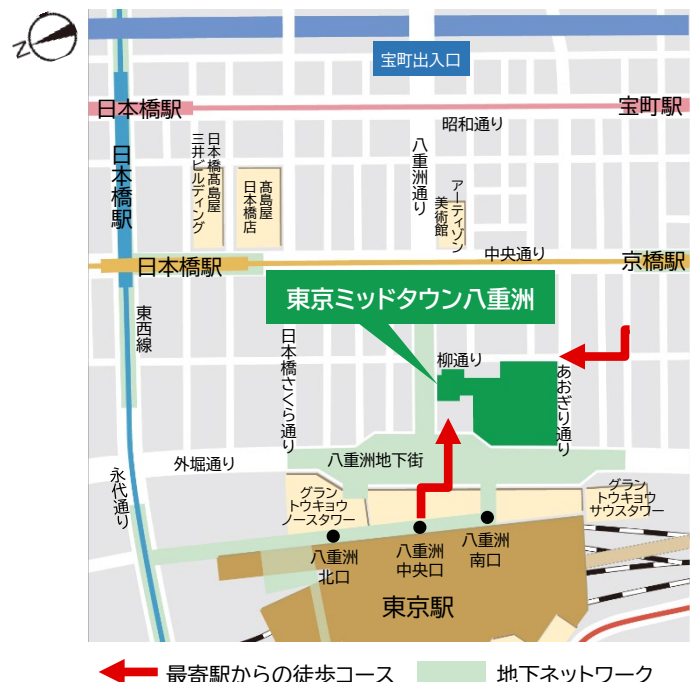 Z
宝町出入口
日本橋駅
宝町駅
昭和通り
日本橋駅
日本橋髙島屋
三井ビルディング
髙島屋
日本橋店
八重洲通り
アーティゾン
美術館
中央通り
日本橋駅
京橋駅
東京ミッドタウン八重洲
東西線
日本橋さくら通り
柳通り
あおぎり通り
外堀通り
八重洲地下街
永代通り
グラン
トウキョウ
ノースタワー
グラン
トウキョウ
サウスタワー
八重洲
北口
八重洲
中央口
八重洲
南口
東京駅
最寄駅からの徒歩コース
地下ネットワーク